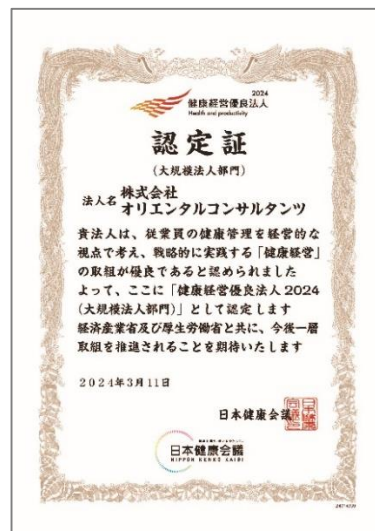 2024
健康経営優良法人
Health and productivity
認定証
(大規模法人部門)
法人名 株式会社
オリエンタルコンサルタンツ
貴法人は、従業員の健康管理を経営的な
視点で考え、戦略的に実践する「健康経営」
の取組が優良であると認められました
よって、ここに「健康経営優良法人2024
(大規模法人部門)」として認定します
経済産業省及び厚生労働省と共に、今後一層
取組を推進されることを期待いたします
2024年3月11日
日本健康会議
日本健康会議
NIPPON KENKO KAIGI